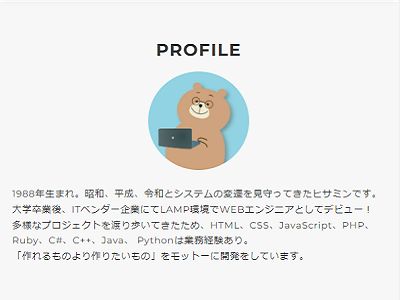 PROFILE
1988年生まれ。昭和、平成、令和とシステムの変遷を見守ってきたヒサミンです。
大学卒業後、ITベンダー企業にてLAMP環境でWEBエンジニアとしてデビュー！
多様なプロジェクトを渡り歩いてきたため、HTML、CSS、JavaScript、PHP、
Ruby、C#、C++、Java、 Pythonは業務経験あり。
「作れるものより作りたいもの」をモットーに開発をしています。